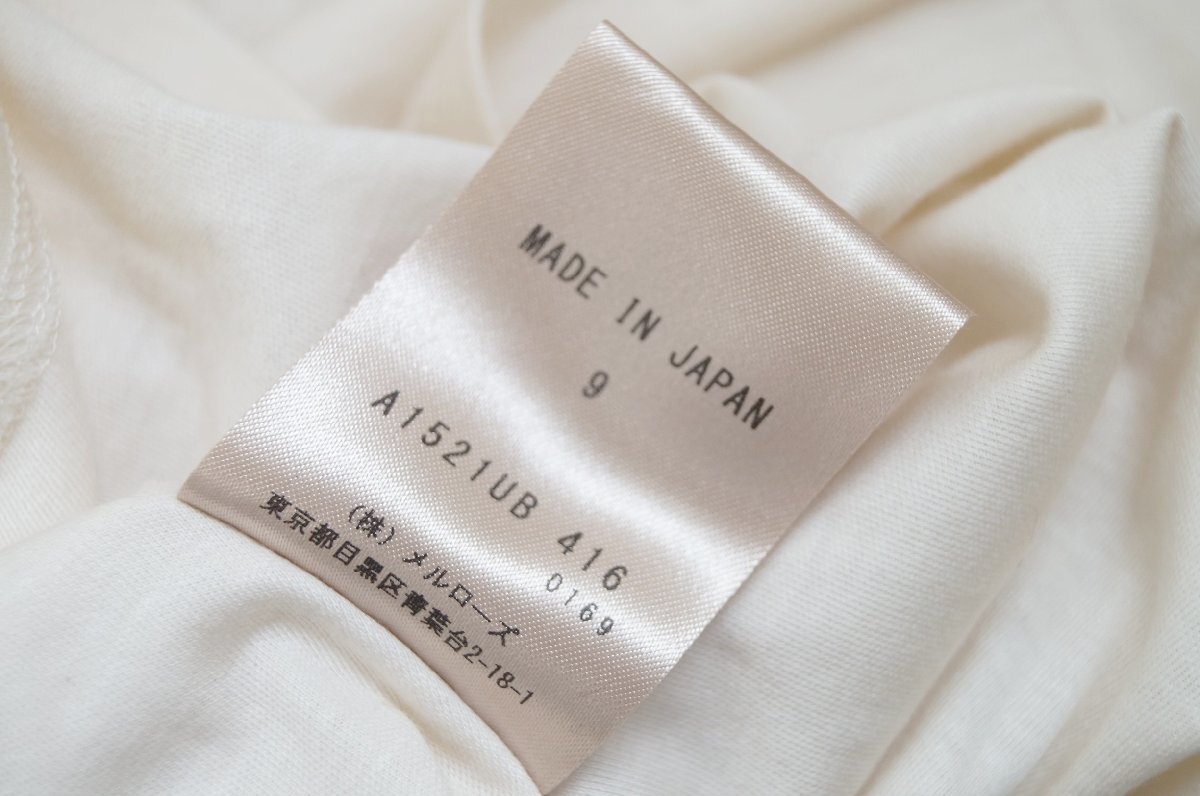 MADE IN JAPAN
9
A1521UB 416
0169
(株) メルローズ
東京都目黒区青葉台2-18-1